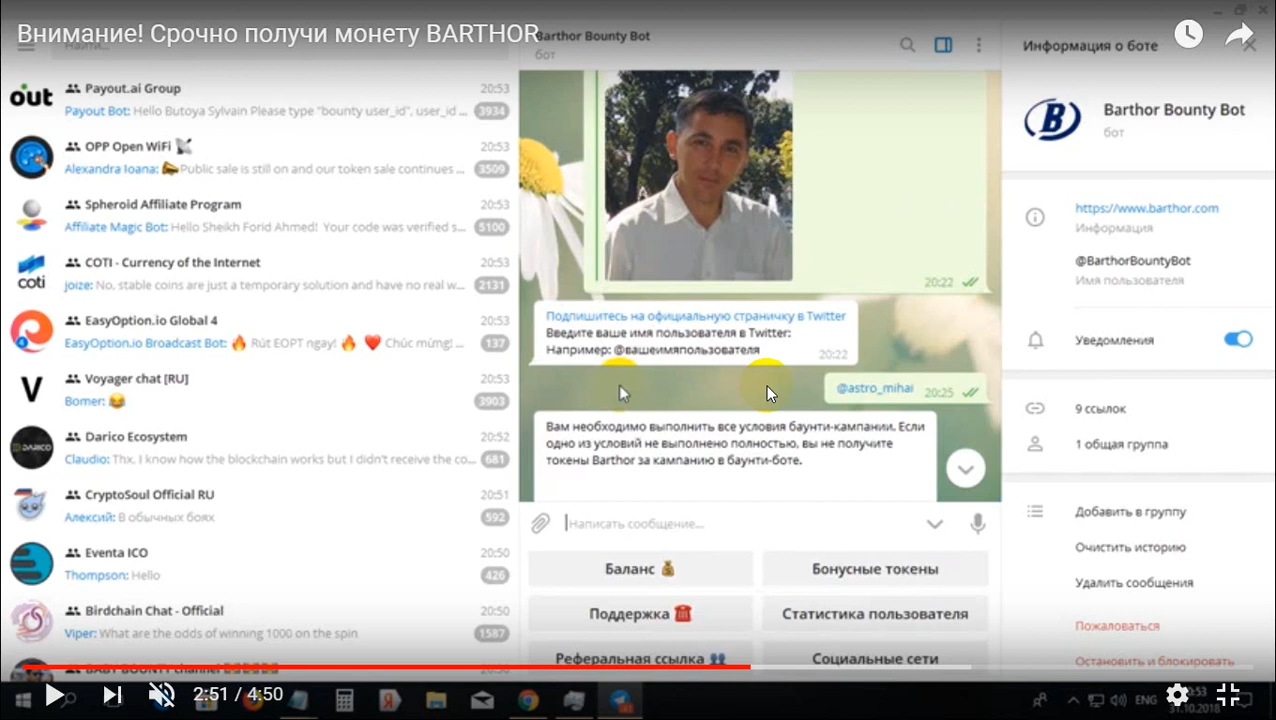 Внимание! Срочно получи монету BARTHOR
Найти...
Payout.ai Group 20:53
Payout Bot: Hello Butoya Sylvain Please type "bounty user_id", user_id ... 3934
OPP Open WiFi 20:53
Alexandra Ioana: Public sale is still on and our token sale continues ... 3509
Spheroid Affiliate Program 20:53
Affiliate Magic Bot: Hello Sheikh Forid Ahmed! Your code was verified s... 5100
COTI - Currency of the Internet 20:53
joize: No, stable coins are just a temporary solution and have no real w... 2131
EasyOption.io Global 4 20:53
EasyOption.io Broadcast Bot: 🔥 Rút EOPT ngay! 🔥 ❤️ Chúc mừng! ... 137
Voyager chat [RU] 20:53
Bomer: 😂 3903
Darico Ecosystem 20:52
Claudio: Thx. I know how the blockchain works but I didn't receive the co... 681
CryptoSoul Official RU 20:51
Алексий: В обычных боях 592
Eventa ICO 20:50
Thompson: Hello 426
Birdchain Chat - Official 20:50
Viper: What are the odds of winning 1000 on the spin 1587
BABY BOUNTY channel
out
coti
V
DARICO
Barthor Bounty Bot
бот
20:22
Подпишитесь на официальную страничку в Twitter
Введите ваше имя пользователя в Twitter:
Например: @вашеимяпользователя 20:22
@astro_mihai 20:25
Вам необходимо выполнить все условия баунти-кампании. Если
одно из условий не выполнено полностью, вы не получите
токены Barthor за кампанию в баунти-боте.
Написать сообщение...
Баланс 💰 Бонусные токены
Поддержка ☎️ Статистика пользователя
Реферальная ссылка 👥 Социальные сети
Информация о боте
B
Barthor Bounty Bot
бот
https://www.barthor.com
Информация
@BarthorBountyBot
Имя пользователя
Уведомления
9 ссылок
1 общая группа
Добавить в группу
Очистить историю
Удалить сообщения
Пожаловаться
Остановить и блокировать
2:51 / 4:50
ENG
31.10.2018